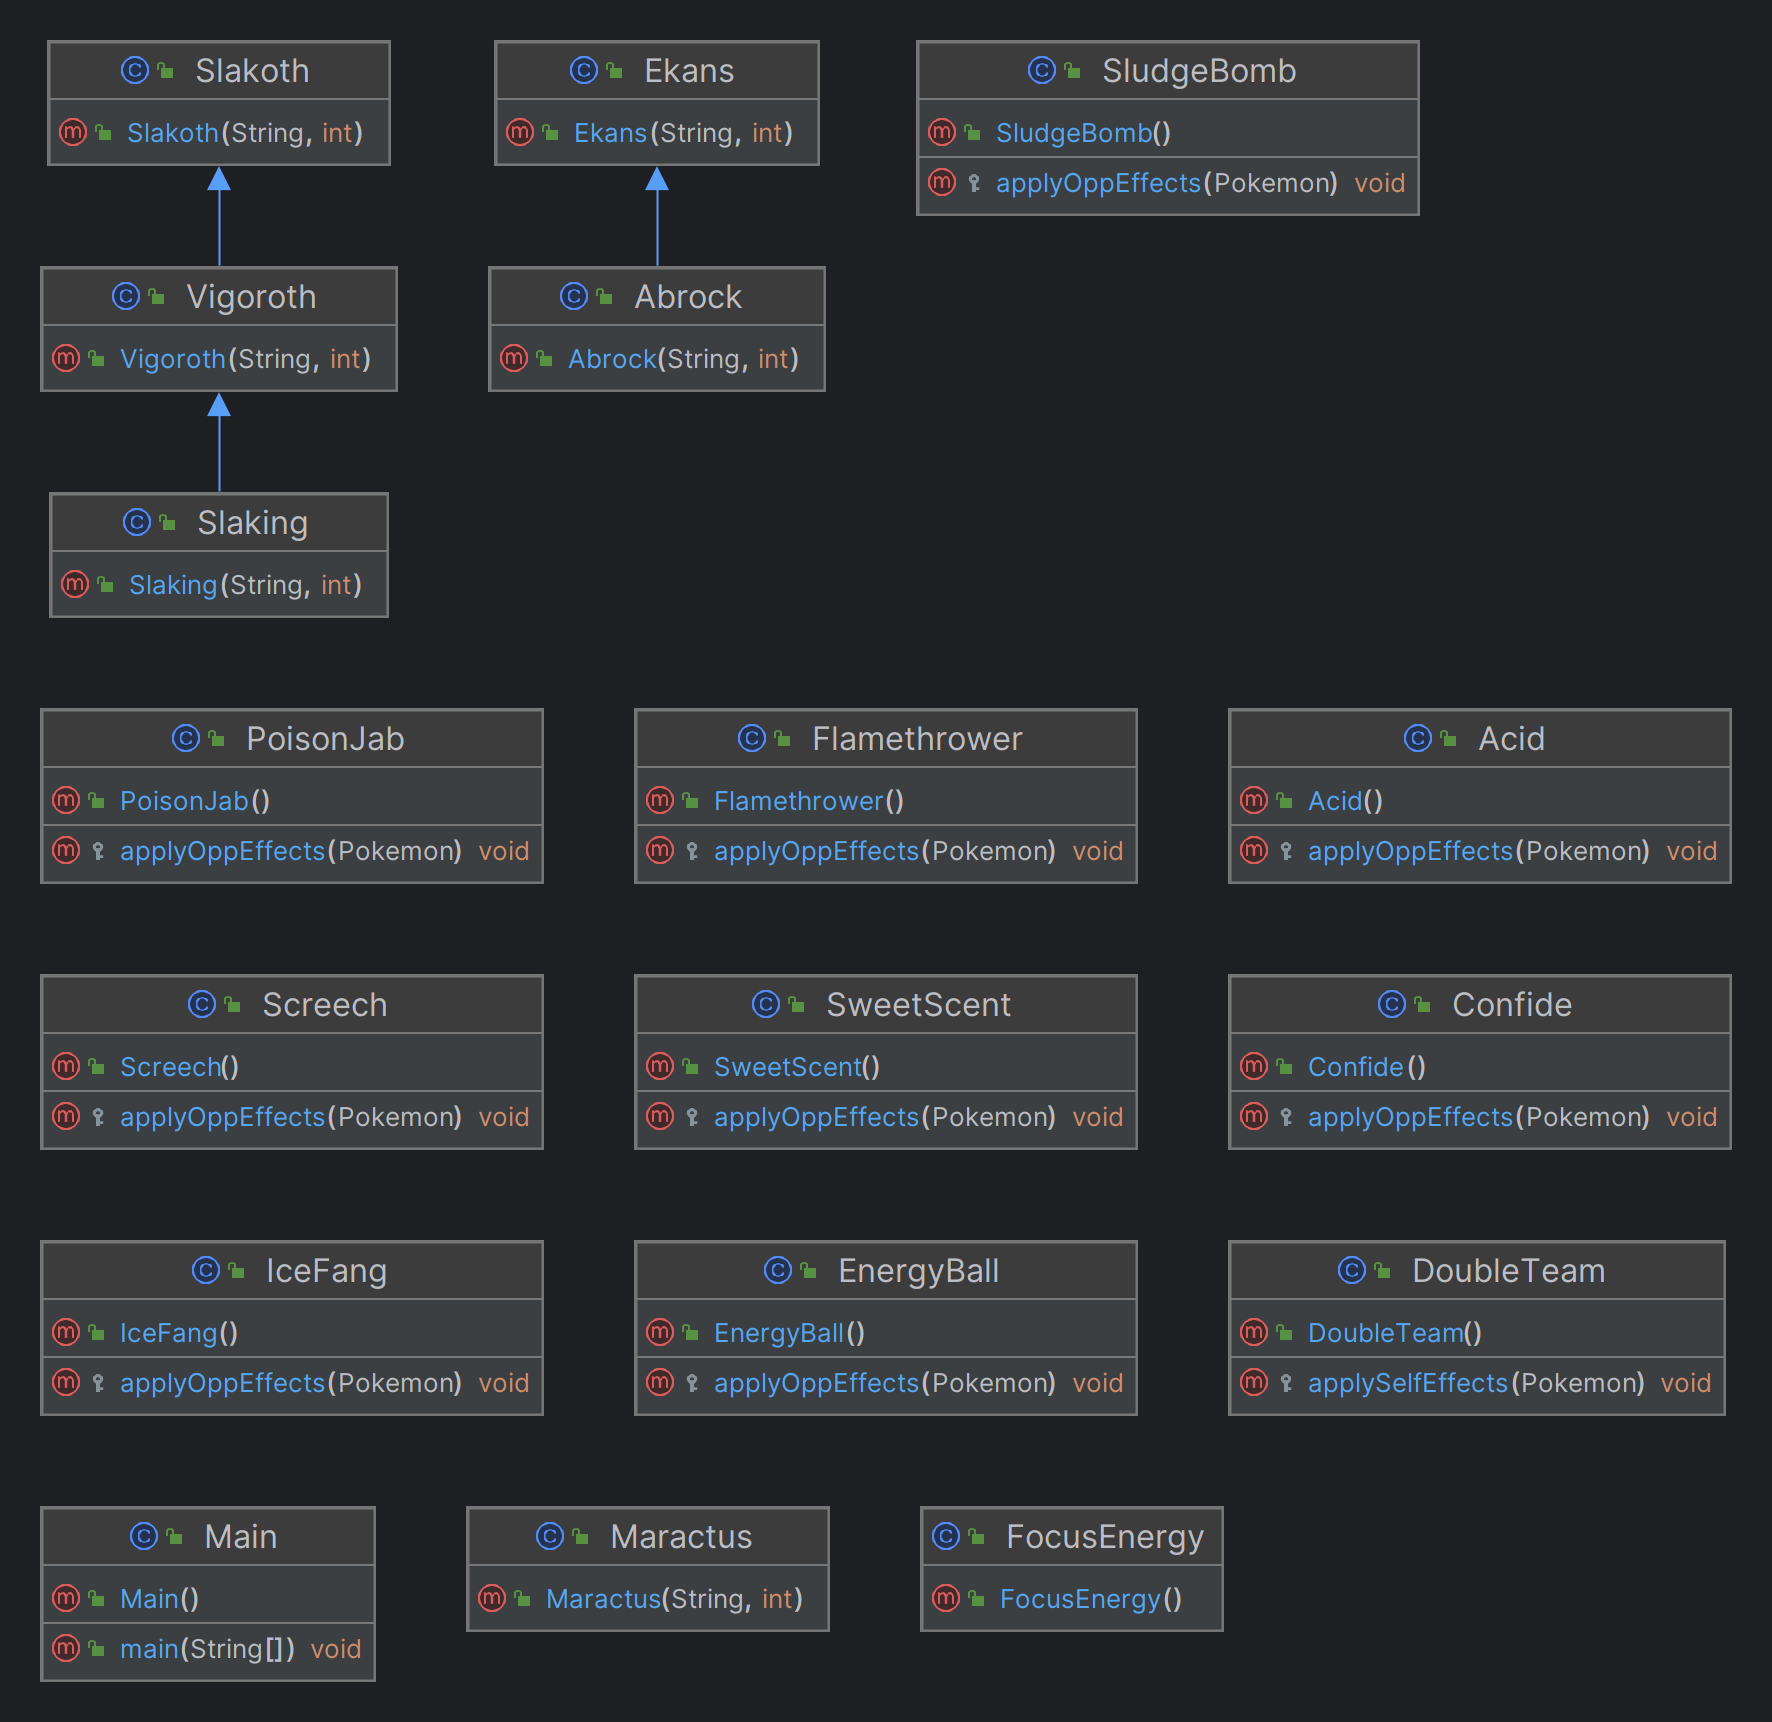 Slakoth
Slakoth(String, int)
Ekans
Ekans(String, int)
SludgeBomb
SludgeBomb()
applyOppEffects(Pokemon) void
Vigoroth
Vigoroth(String, int)
Abrock
Abrock(String, int)
Slaking
Slaking(String, int)
PoisonJab
PoisonJab()
applyOppEffects(Pokemon) void
Flamethrower
Flamethrower()
applyOppEffects(Pokemon) void
Acid
Acid()
applyOppEffects(Pokemon) void
Screech
Screech()
applyOppEffects(Pokemon) void
SweetScent
SweetScent()
applyOppEffects(Pokemon) void
Confide
Confide()
applyOppEffects(Pokemon) void
IceFang
IceFang()
applyOppEffects(Pokemon) void
EnergyBall
EnergyBall()
applyOppEffects(Pokemon) void
DoubleTeam
DoubleTeam()
applySelfEffects(Pokemon) void
Main
Main()
main(String[]) void
Maractus
Maractus(String, int)
FocusEnergy
FocusEnergy()